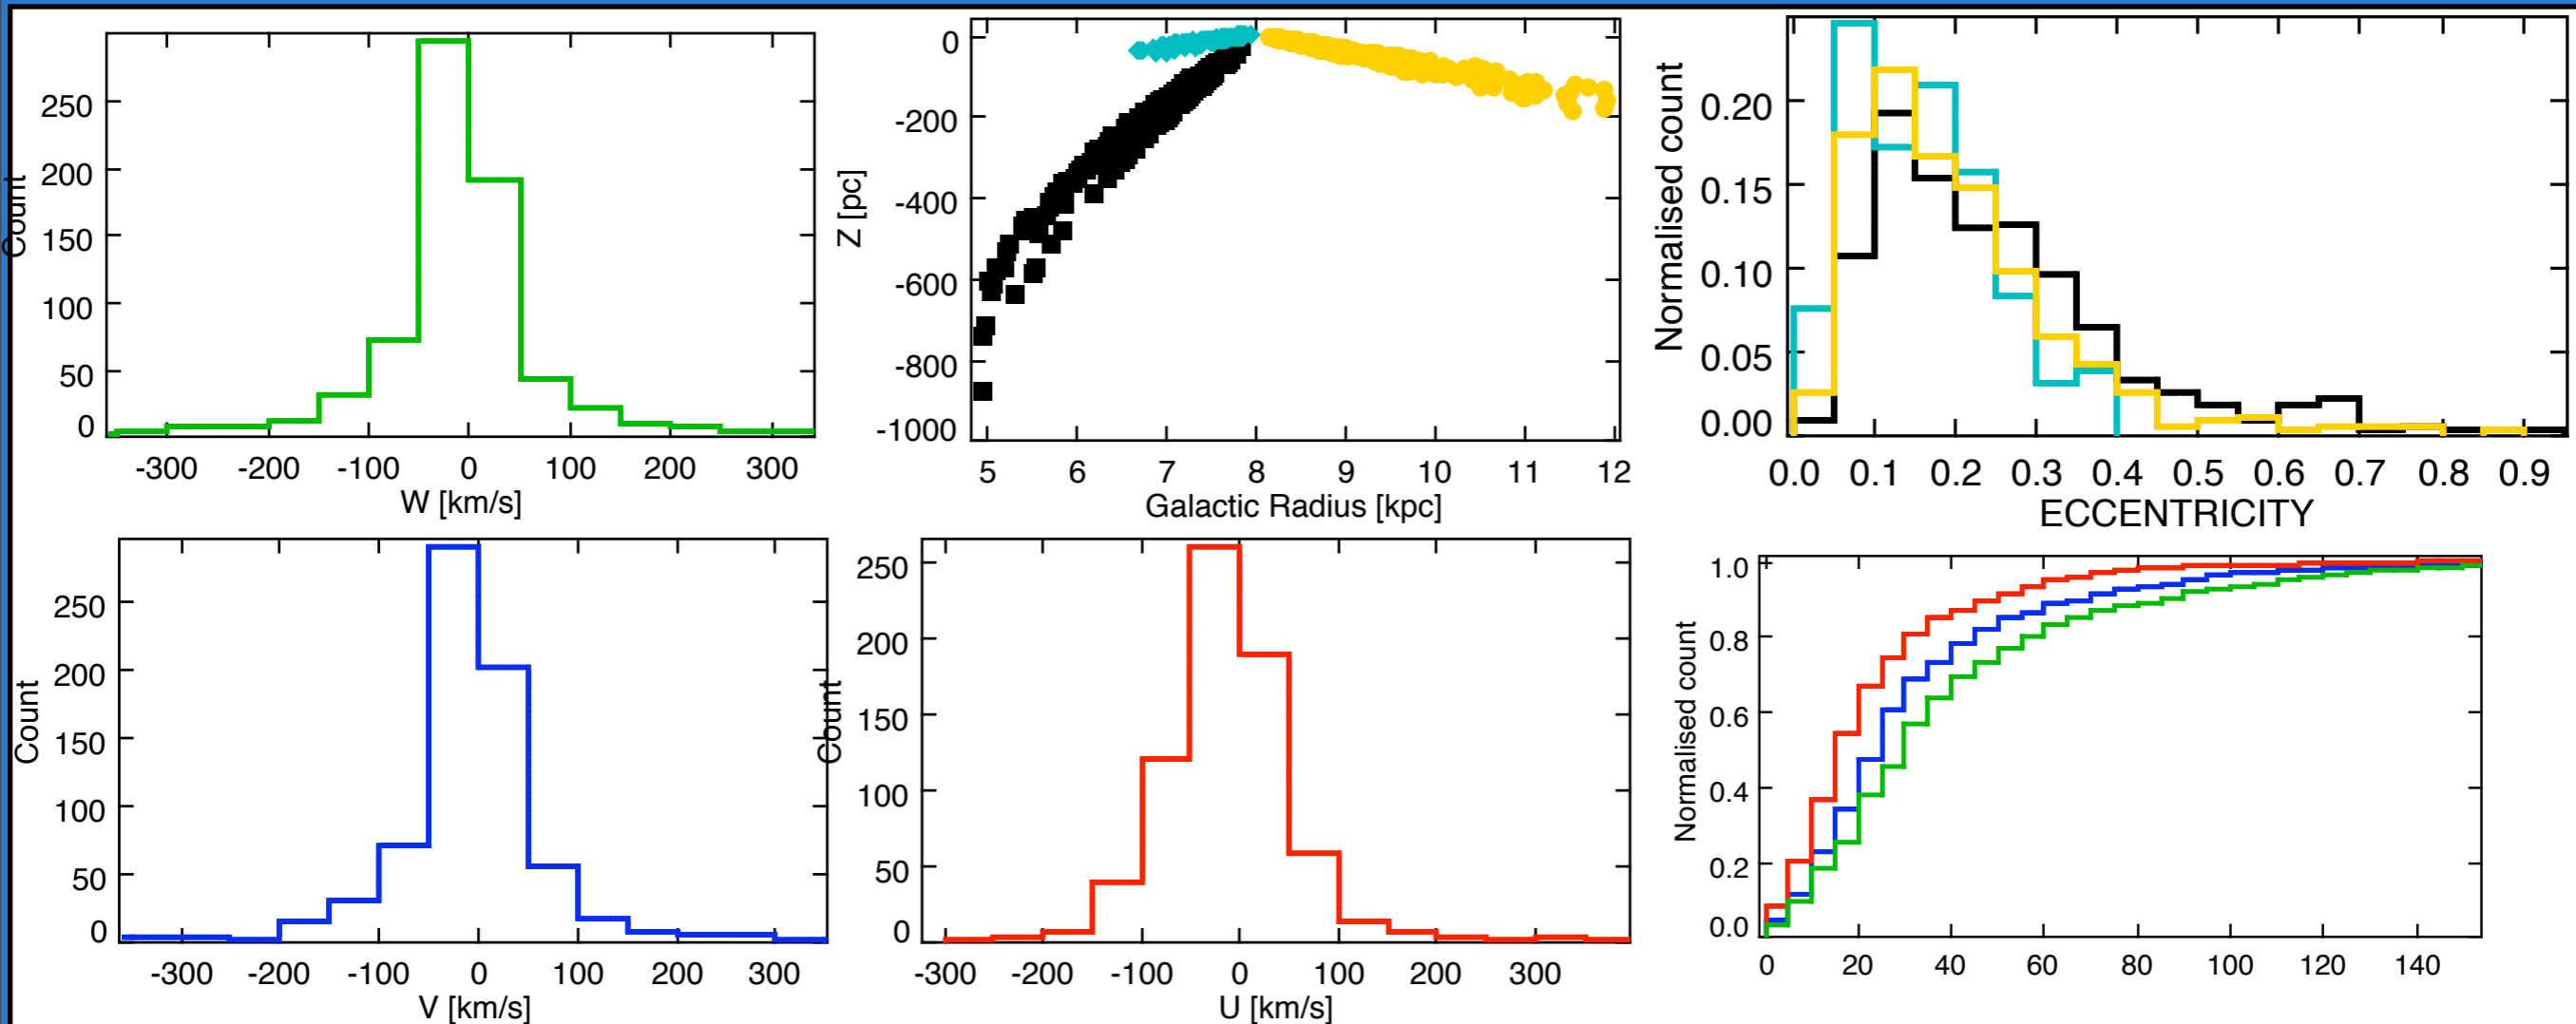 Count
250
200
150
100
50
0
-300 -200 -100 0 100 200 300
W [km/s]
Z [pc]
0
-200
-400
-600
-800
-1000
5 6 7 8 9 10 11 12
Galactic Radius [kpc]
Normalised count
0.20
0.15
0.10
0.05
0.00
0.0 0.1 0.2 0.3 0.4 0.5 0.6 0.7 0.8 0.9
ECCENTRICITY
Count
250
200
150
100
50
0
-300 -200 -100 0 100 200 300
V [km/s]
Count
250
200
150
100
50
0
-300 -200 -100 0 100 200 300
U [km/s]
Normalised count
1.0
0.8
0.6
0.4
0.2
0.0
0 20 40 60 80 100 120 140